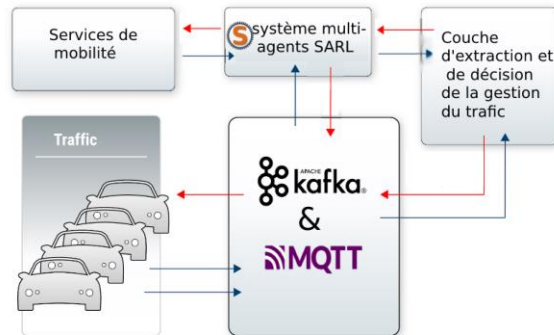 Services de
mobilité
S
système multi-
agents SARL
Couche
d'extraction et
de décision
de la gestion
du trafic
Traffic
APACHE
kafka®
&
MQTT